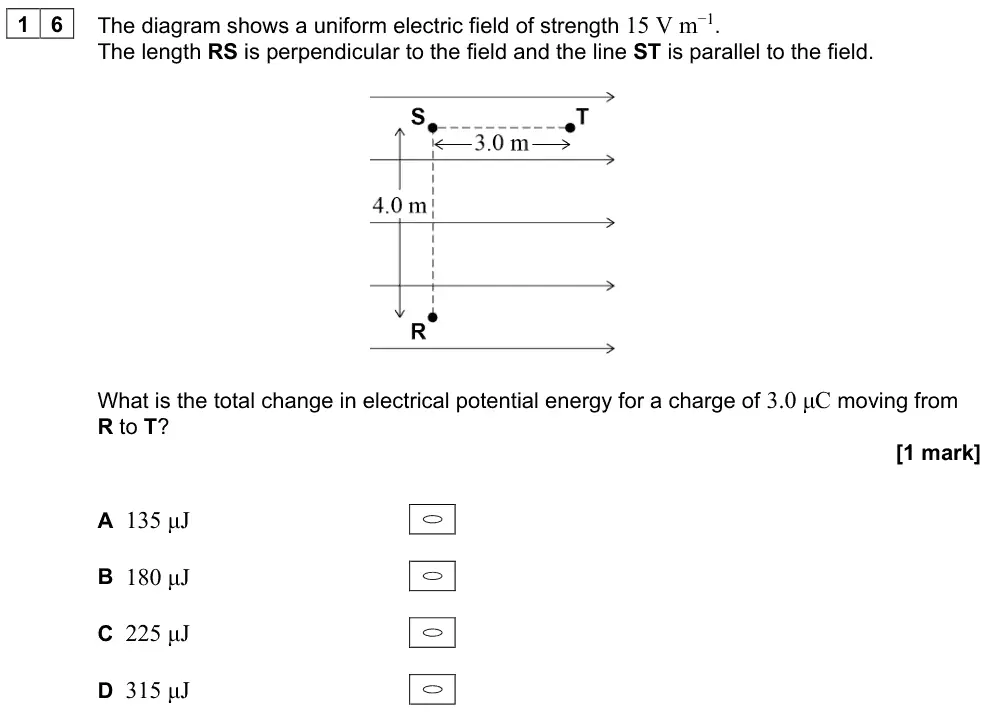 1 6 The diagram shows a uniform electric field of strength 15 V m⁻¹.
The length RS is perpendicular to the field and the line ST is parallel to the field.
S T
3.0 m
4.0 m
R
What is the total change in electrical potential energy for a charge of 3.0 μC moving from
R to T?
[1 mark]
A 135 μJ
B 180 μJ
C 225 μJ
D 315 μJ